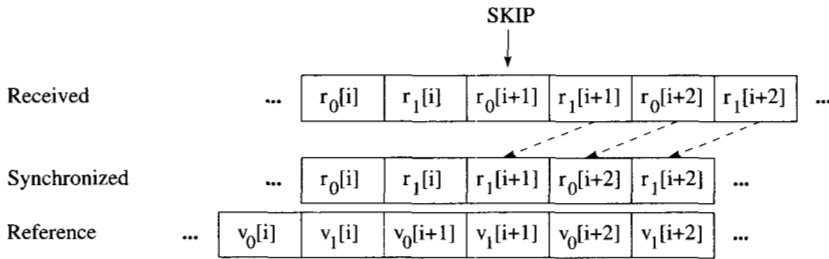 SKIP
Received ... r₀[i] r₁[i] r₀[i+1] r₁[i+1] r₀[i+2] r₁[i+2] ...
Synchronized ... r₀[i] r₁[i] r₁[i+1] r₀[i+2] r₁[i+2] ...
Reference ... v₀[i] v₁[i] v₀[i+1] v₁[i+1] v₀[i+2] v₁[i+2] ...